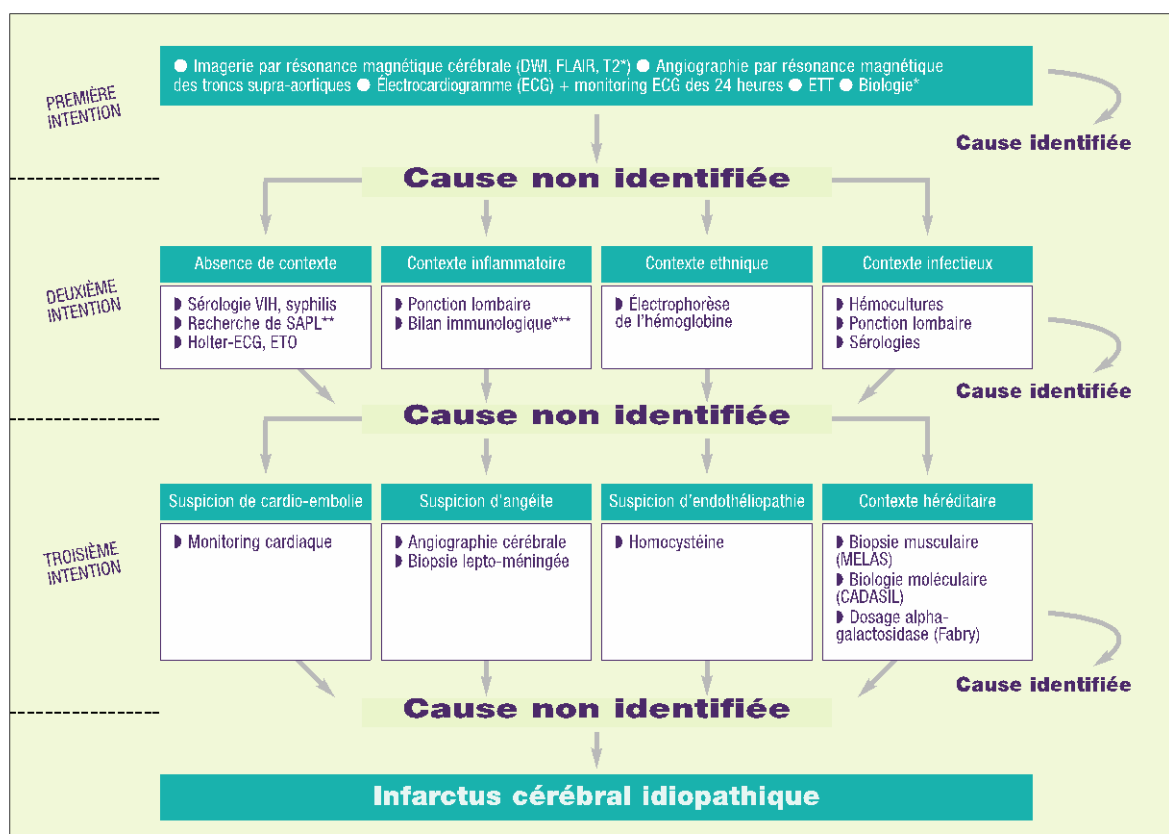 PREMIÈRE
INTENTION
● Imagerie par résonance magnétique cérébrale (DWI, FLAIR, T2*) ● Angiographie par résonance magnétique
des troncs supra-aortiques ● Électrocardiogramme (ECG) + monitoring ECG des 24 heures ● ETT ● Biologie*
Cause identifiée
Cause non identifiée
DEUXIÈME
INTENTION
Absence de contexte
◗ Sérologie VIH, syphilis
◗ Recherche de SAPL**
◗ Holter-ECG, ETO
Contexte inflammatoire
◗ Ponction lombaire
◗ Bilan immunologique***
Contexte ethnique
◗ Électrophorèse
de l’hémoglobine
Contexte infectieux
◗ Hémocultures
◗ Ponction lombaire
◗ Sérologies
Cause identifiée
Cause non identifiée
TROISIÈME
INTENTION
Suspicion de cardio-embolie
◗ Monitoring cardiaque
Suspicion d’angéite
◗ Angiographie cérébrale
◗ Biopsie lepto-méningée
Suspicion d’endothéliopathie
◗ Homocystéine
Contexte héréditaire
◗ Biopsie musculaire
(MELAS)
◗ Biologie moléculaire
(CADASIL)
◗ Dosage alpha-
galactosidase (Fabry)
Cause identifiée
Cause non identifiée
Infarctus cérébral idiopathique